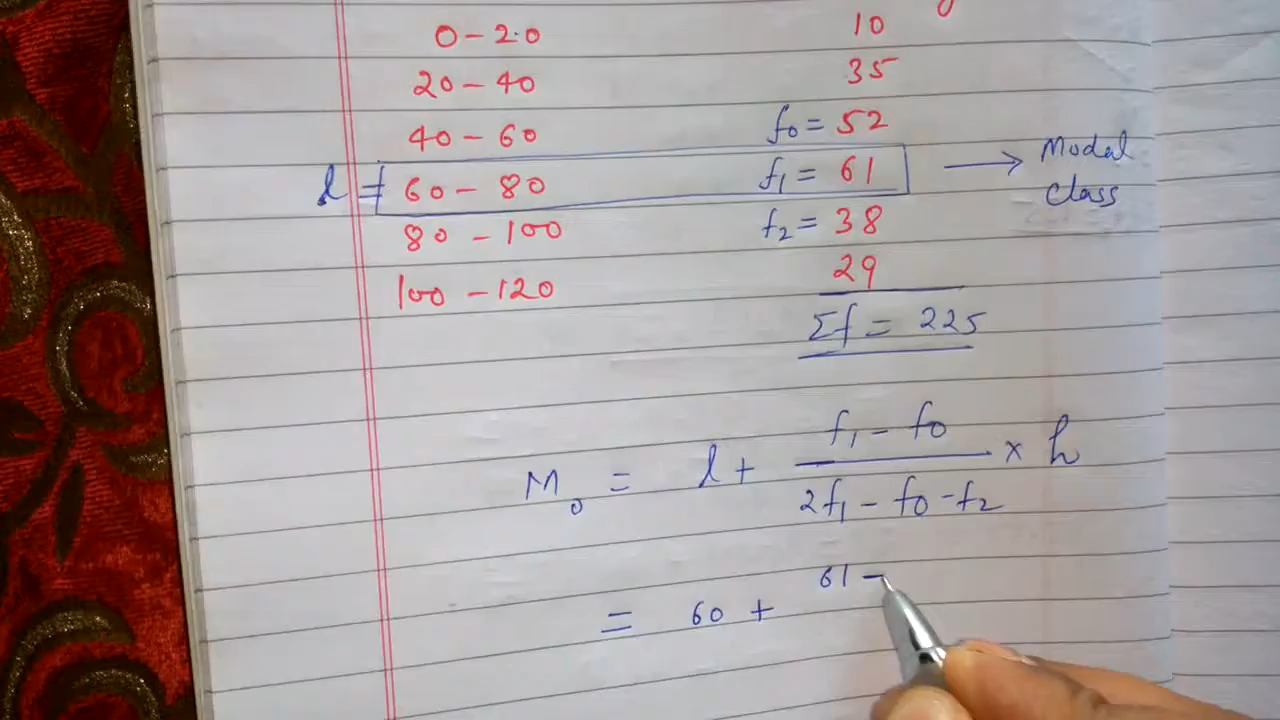 0-20 10
20-40 35
40-60 f0 = 52
l = 60-80 f1 = 61 → Modal class
80-100 f2 = 38
100-120 29
Σf = 225
M0 = l + (f1 - f0)/(2f1 - f0 - f2) × h
= 60 + 61 -